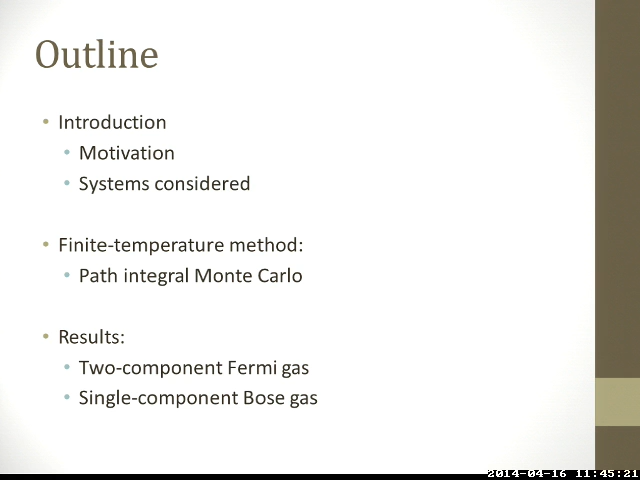 Outline
• Introduction
• Motivation
• Systems considered
• Finite-temperature method:
• Path integral Monte Carlo
• Results:
• Two-component Fermi gas
• Single-component Bose gas
2014-04-16 11:45:21